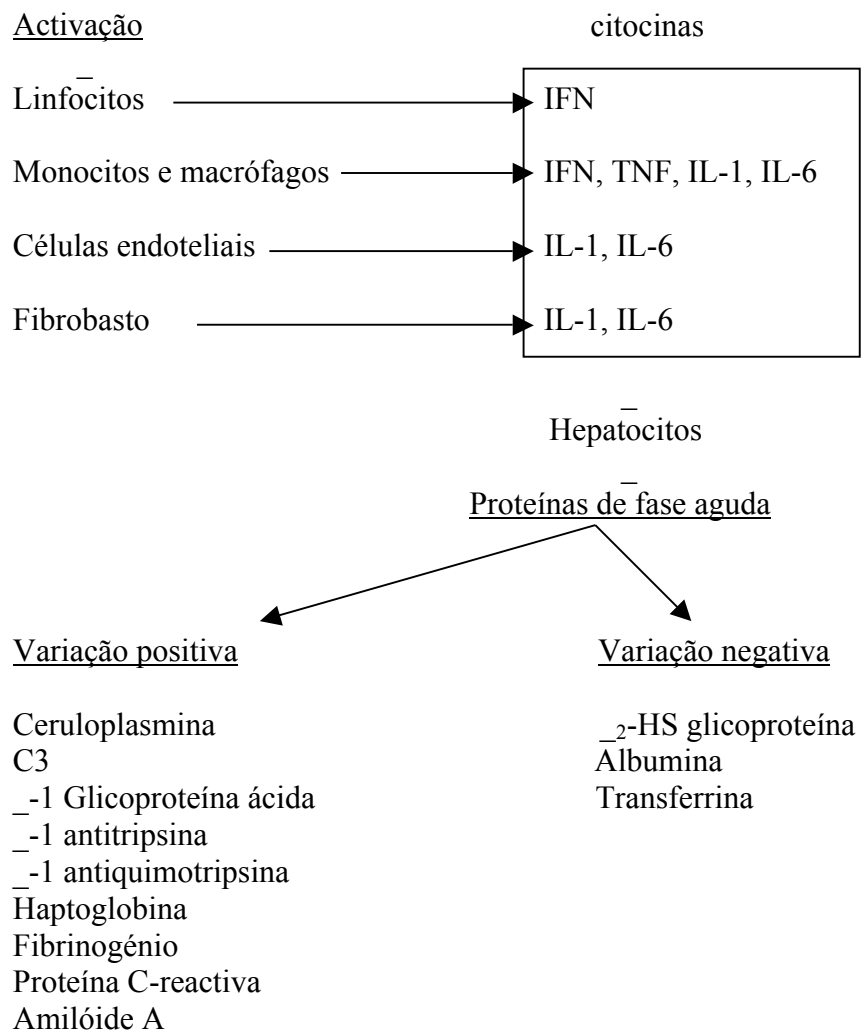 Activação citocinas
_
Linfocitos IFN
Monocitos e macrófagos IFN, TNF, IL-1, IL-6
Células endoteliais IL-1, IL-6
Fibrobasto IL-1, IL-6
_
Hepatocitos
_
Proteínas de fase aguda
Variação positiva Variação negativa
Ceruloplasmina _₂-HS glicoproteína
C3 Albumina
_-1 Glicoproteína ácida Transferrina
_-1 antitripsina
_-1 antiquimotripsina
Haptoglobina
Fibrinogénio
Proteína C-reactiva
Amilóide A